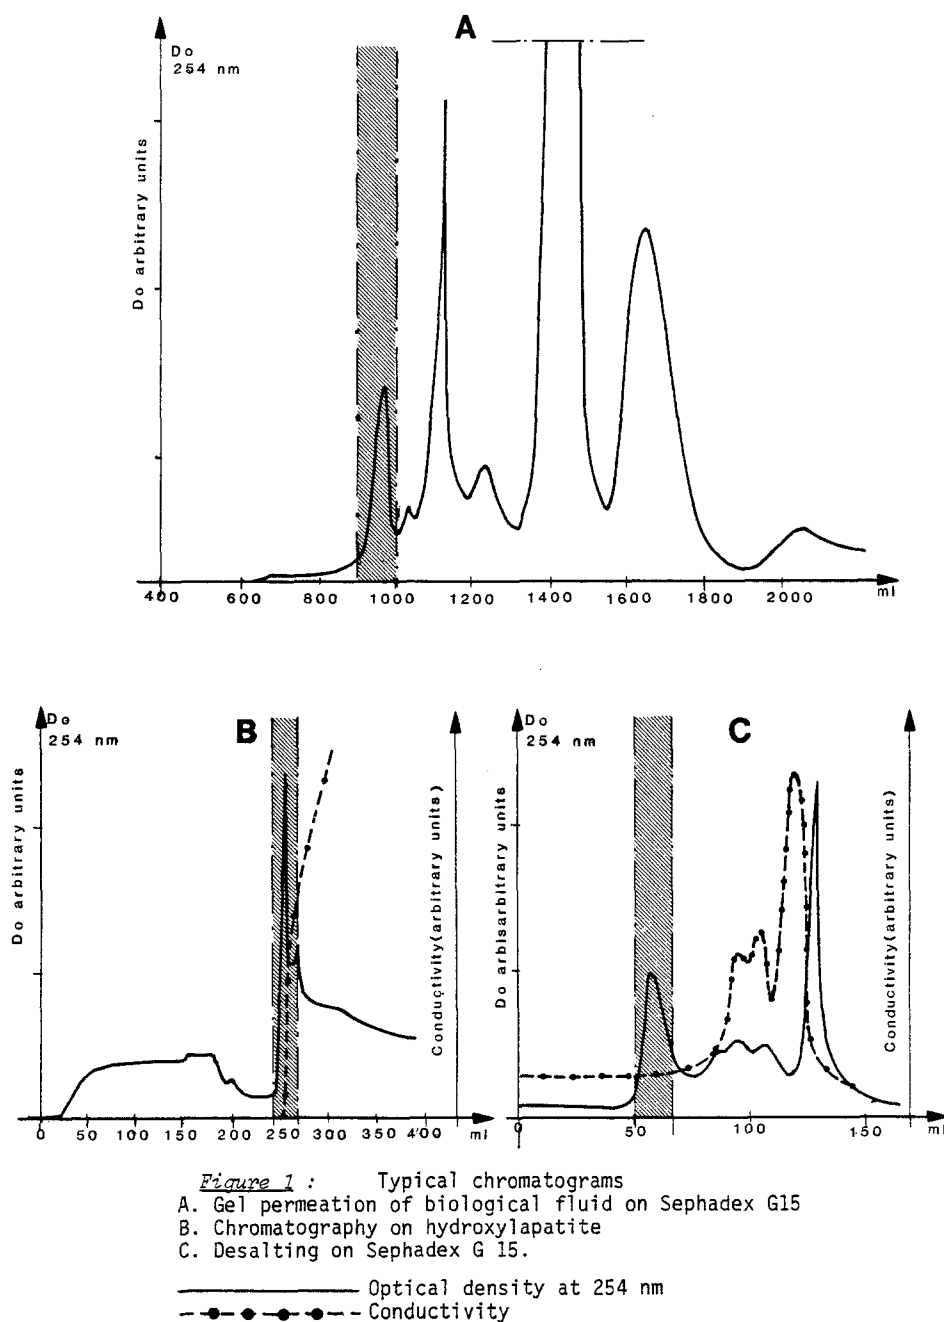 A
Do
254 nm
Do arbitrary units
400 600 800 1000 1200 1400 1600 1800 2000 ml
B
Do
254 nm
Do arbitrary units
Conductivity(arbitrary units)
0 50 100 150 200 250 300 350 400 ml
C
Do
254 nm
Do arbisarbitrary units
Conductivity(arbitrary units)
0 50 100 150 ml
Figure 1 : Typical chromatograms
A. Gel permeation of biological fluid on Sephadex G15
B. Chromatography on hydroxylapatite
C. Desalting on Sephadex G 15.
Optical density at 254 nm
Conductivity